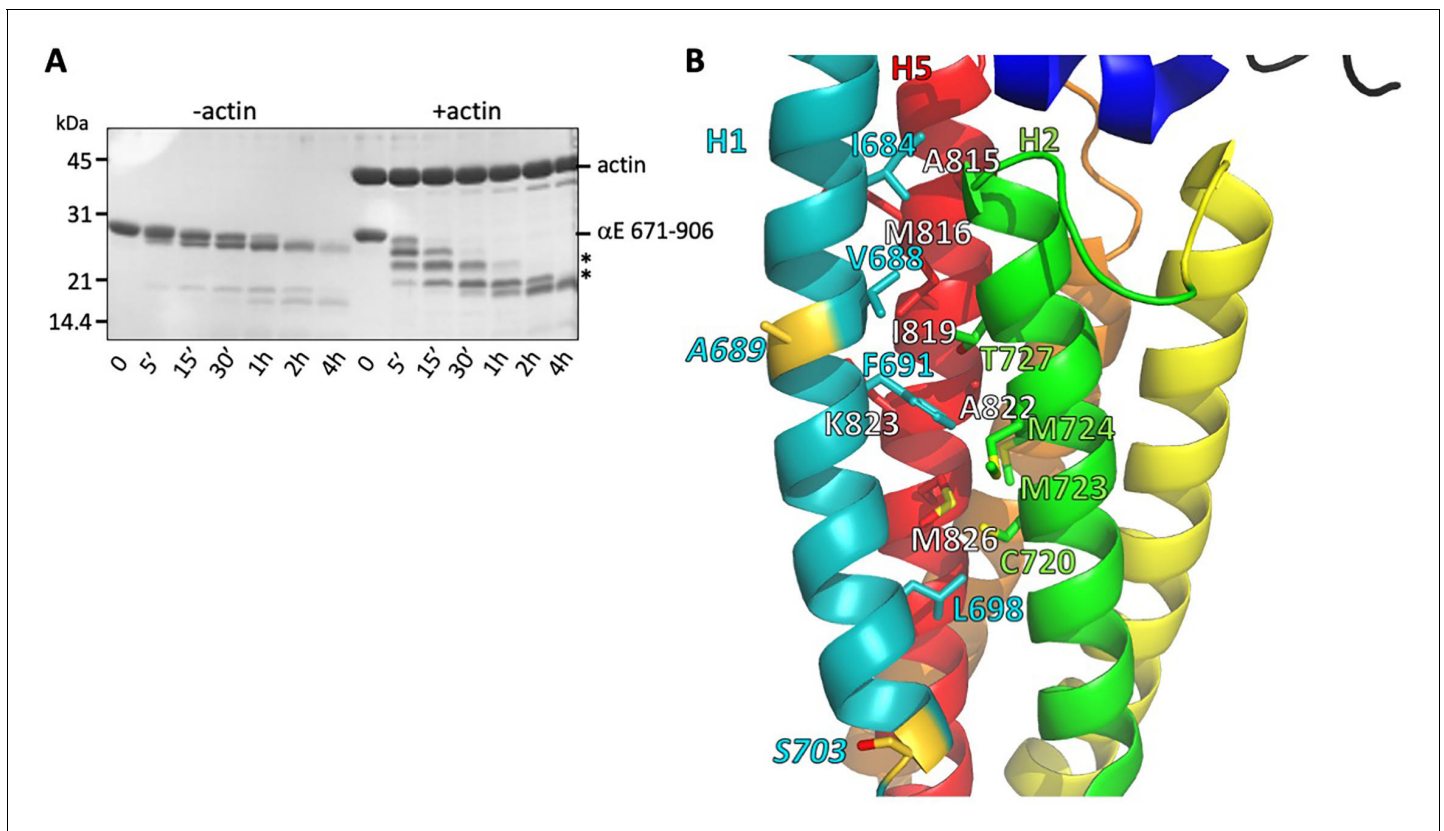 A
-actin
+actin
kDa
45
31
21
14.4
actin
αE 671-906
*
*
0 5′ 15′ 30′ 1h 2h 4h 0 5′ 15′ 30′ 1h 2h 4h
B
H5
H1
I684
H2
A815
M816
V688
I819
A689
T727
F691
A822
K823
M724
M723
M826
C720
L698
S703